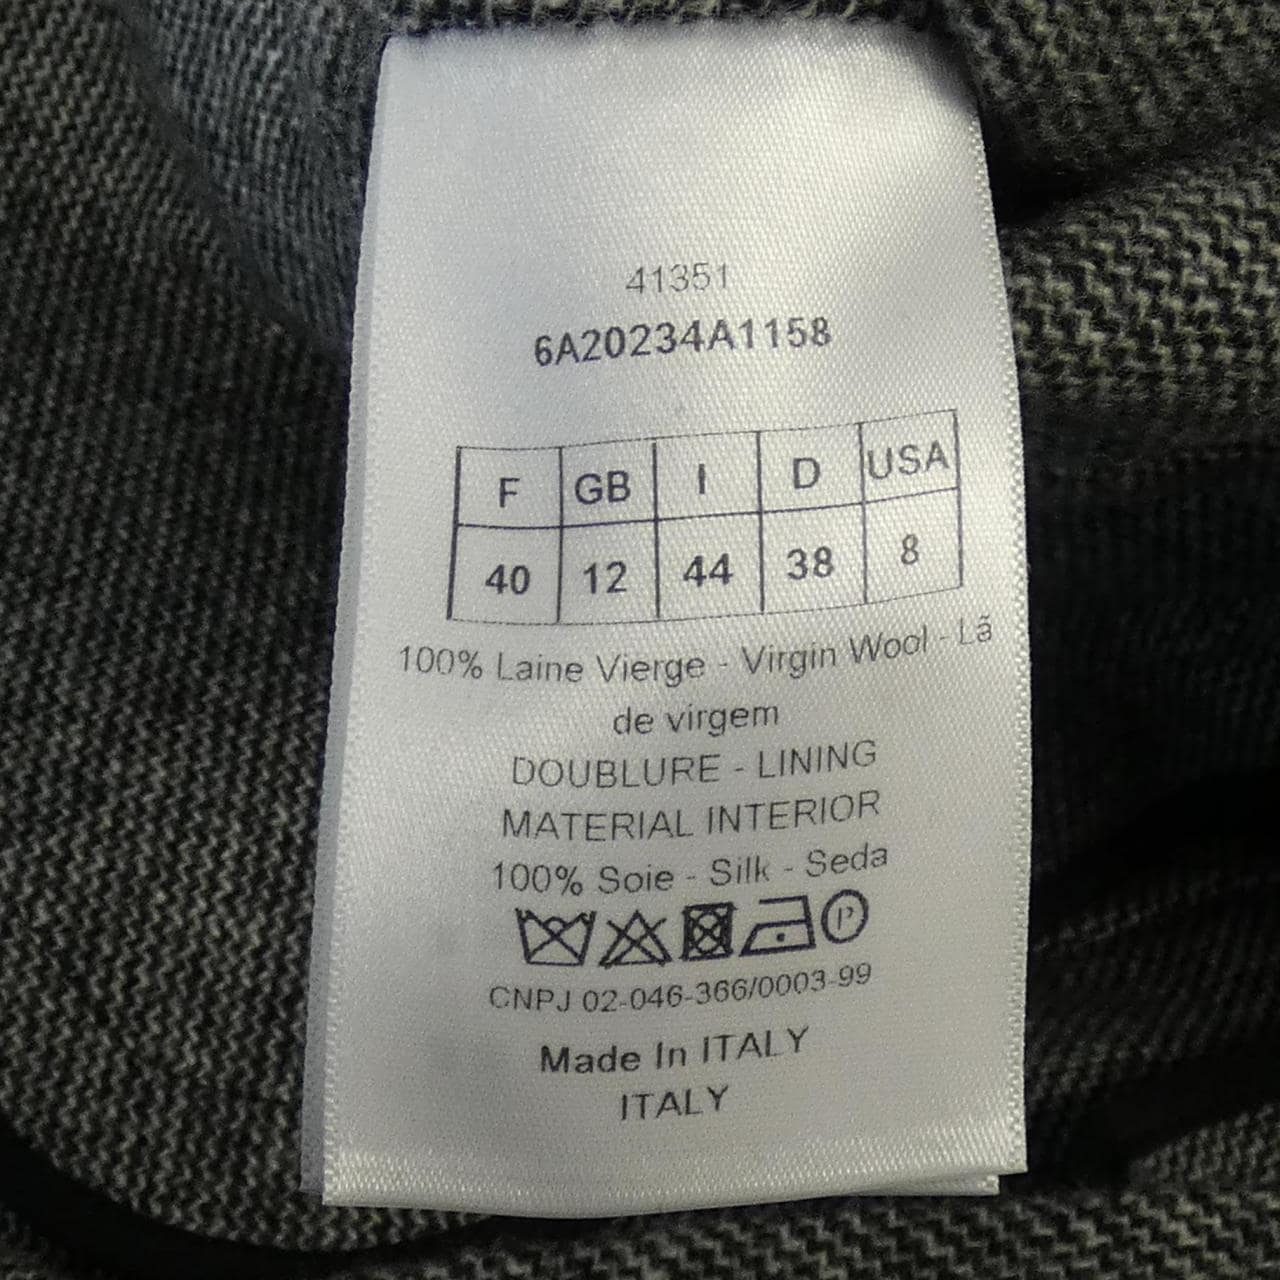 41351
6A20234A1158
F GB I D USA
40 12 44 38 8
100% Laine Vierge - Virgin Wool - Lã
de virgem
DOUBLURE - LINING
MATERIAL INTERIOR
100% Soie - Silk - Seda
P
CNPJ 02-046-366/0003-99
Made In ITALY
ITALY